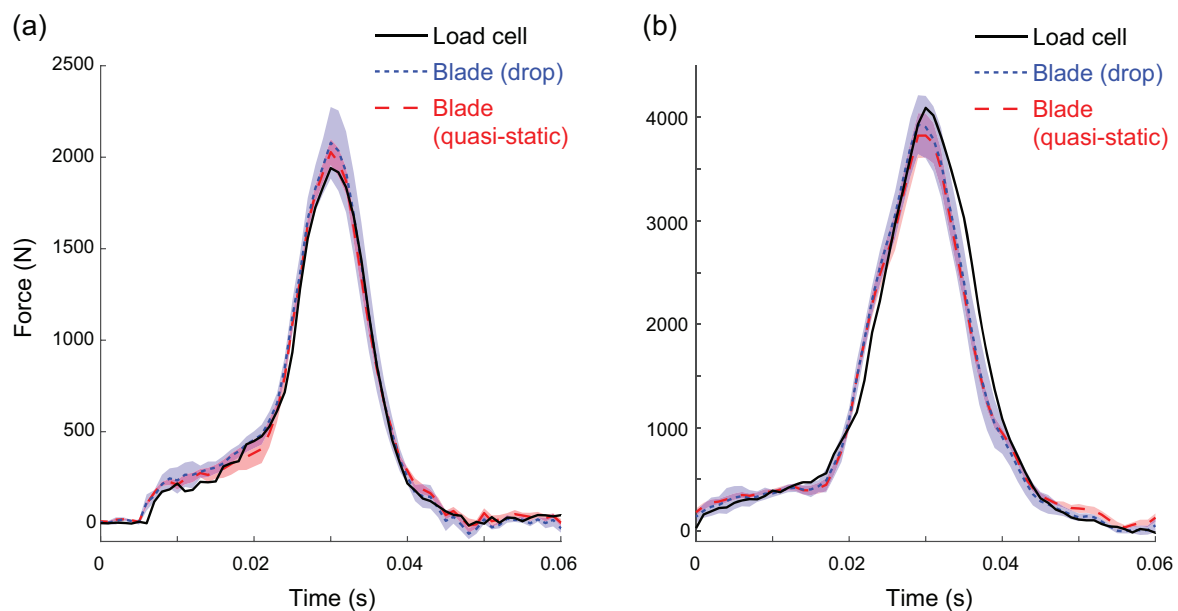 (a)
Load cell
Blade (drop)
Blade
(quasi-static)
2500
2000
1500
1000
500
0
Force (N)
0
0.02
0.04
0.06
Time (s)
(b)
Load cell
Blade (drop)
Blade
(quasi-static)
4000
3000
2000
1000
0
0
0.02
0.04
0.06
Time (s)